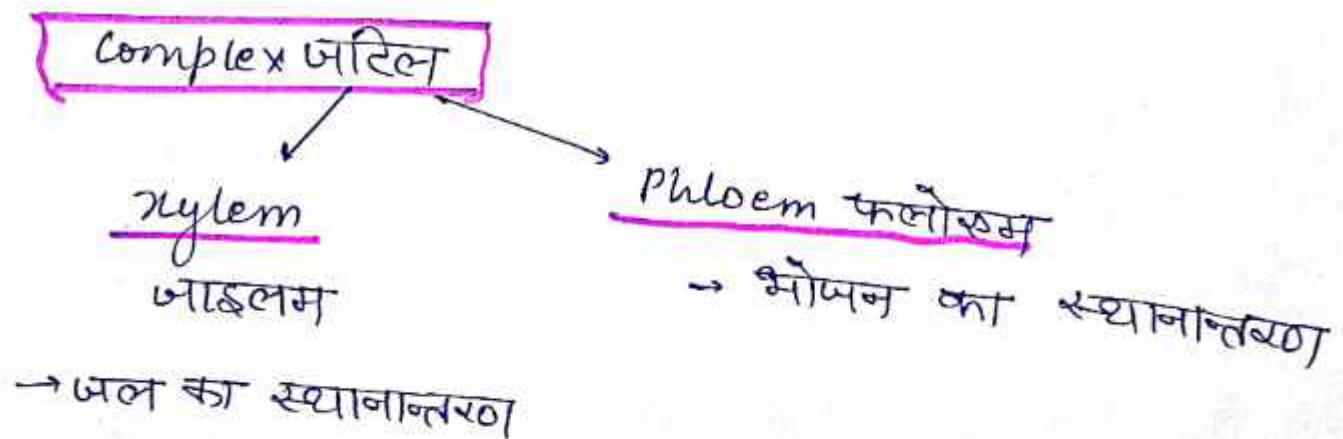 Complex जटिल
xylem
जाइलम
→ जल का स्थानान्तरण
Phloem फ्लोएम
→ भोजन का स्थानान्तरण